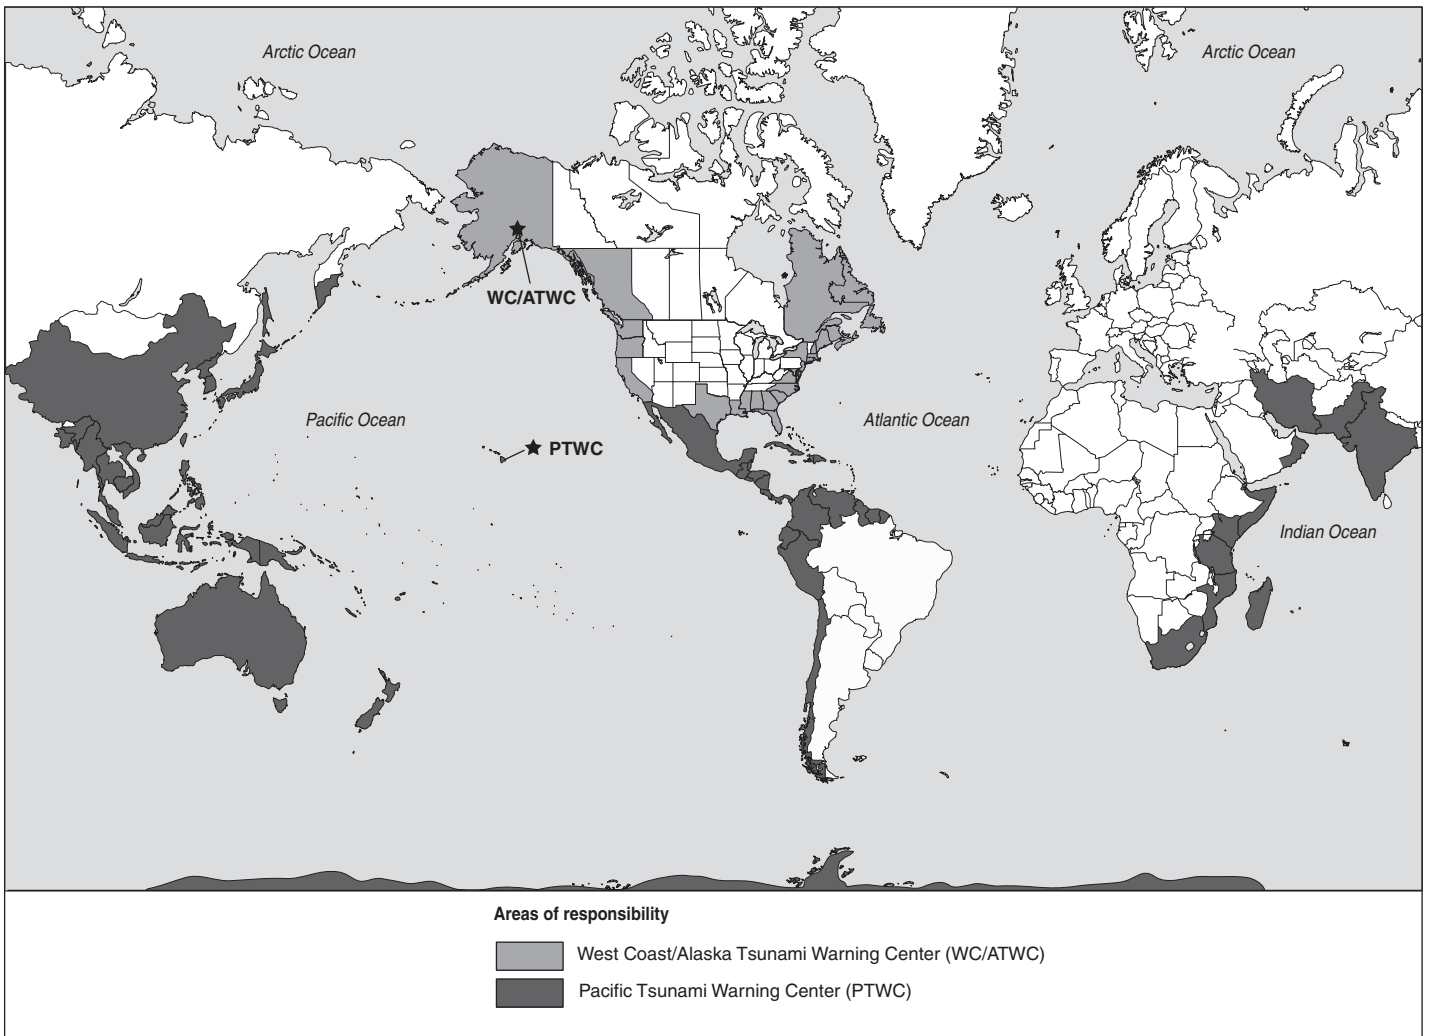 Arctic Ocean
Arctic Ocean
WC/ATWC
Pacific Ocean
Atlantic Ocean
PTWC
Indian Ocean
Areas of responsibility
West Coast/Alaska Tsunami Warning Center (WC/ATWC)
Pacific Tsunami Warning Center (PTWC)